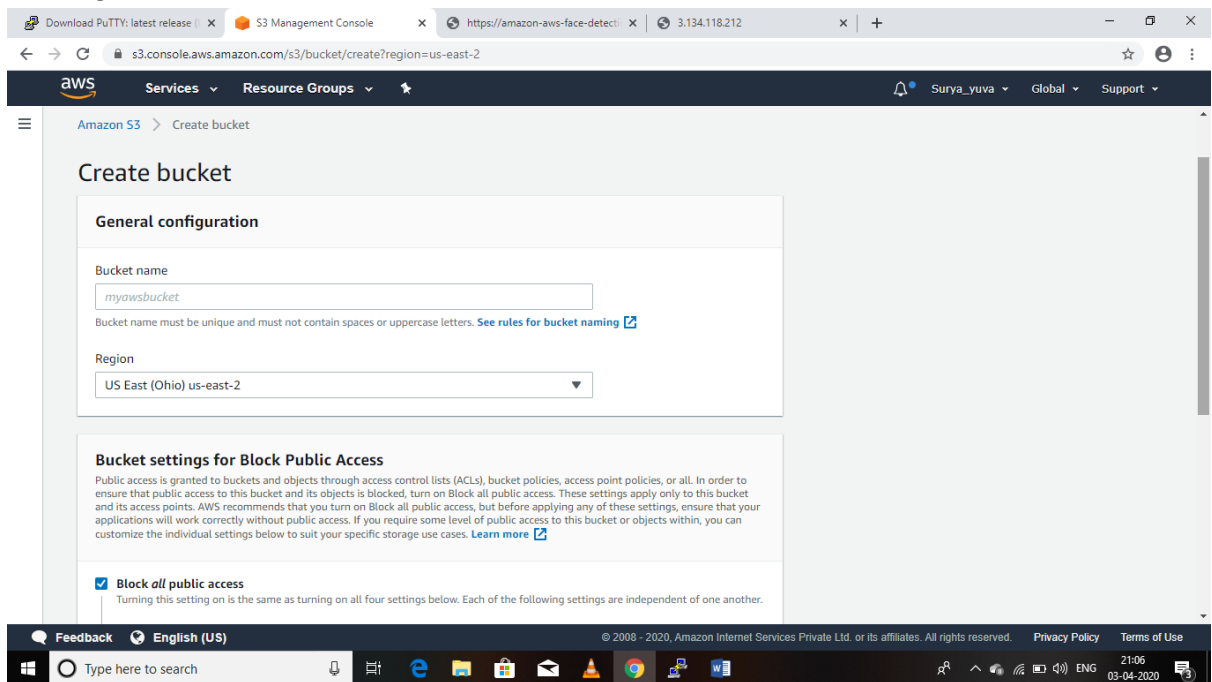 Download PuTTY: latest release (
S3 Management Console
https://amazon-aws-face-detecti
3.134.118.212
s3.console.aws.amazon.com/s3/bucket/create?region=us-east-2
aws
Services
Resource Groups
Surya_yuva
Global
Support
Amazon S3 > Create bucket
Create bucket
General configuration
Bucket name
myawsbucket
Bucket name must be unique and must not contain spaces or uppercase letters. See rules for bucket naming
Region
US East (Ohio) us-east-2
Bucket settings for Block Public Access
Public access is granted to buckets and objects through access control lists (ACLs), bucket policies, access point policies, or all. In order to
ensure that public access to this bucket and its objects is blocked, turn on Block all public access. These settings apply only to this bucket
and its access points. AWS recommends that you turn on Block all public access, but before applying any of these settings, ensure that your
applications will work correctly without public access. If you require some level of public access to this bucket or objects within, you can
customize the individual settings below to suit your specific storage use cases. Learn more
Block all public access
Turning this setting on is the same as turning on all four settings below. Each of the following settings are independent of one another.
Feedback
English (US)
© 2008 - 2020, Amazon Internet Services Private Ltd. or its affiliates. All rights reserved.
Privacy Policy
Terms of Use
Type here to search
ENG
21:06
03-04-2020
3